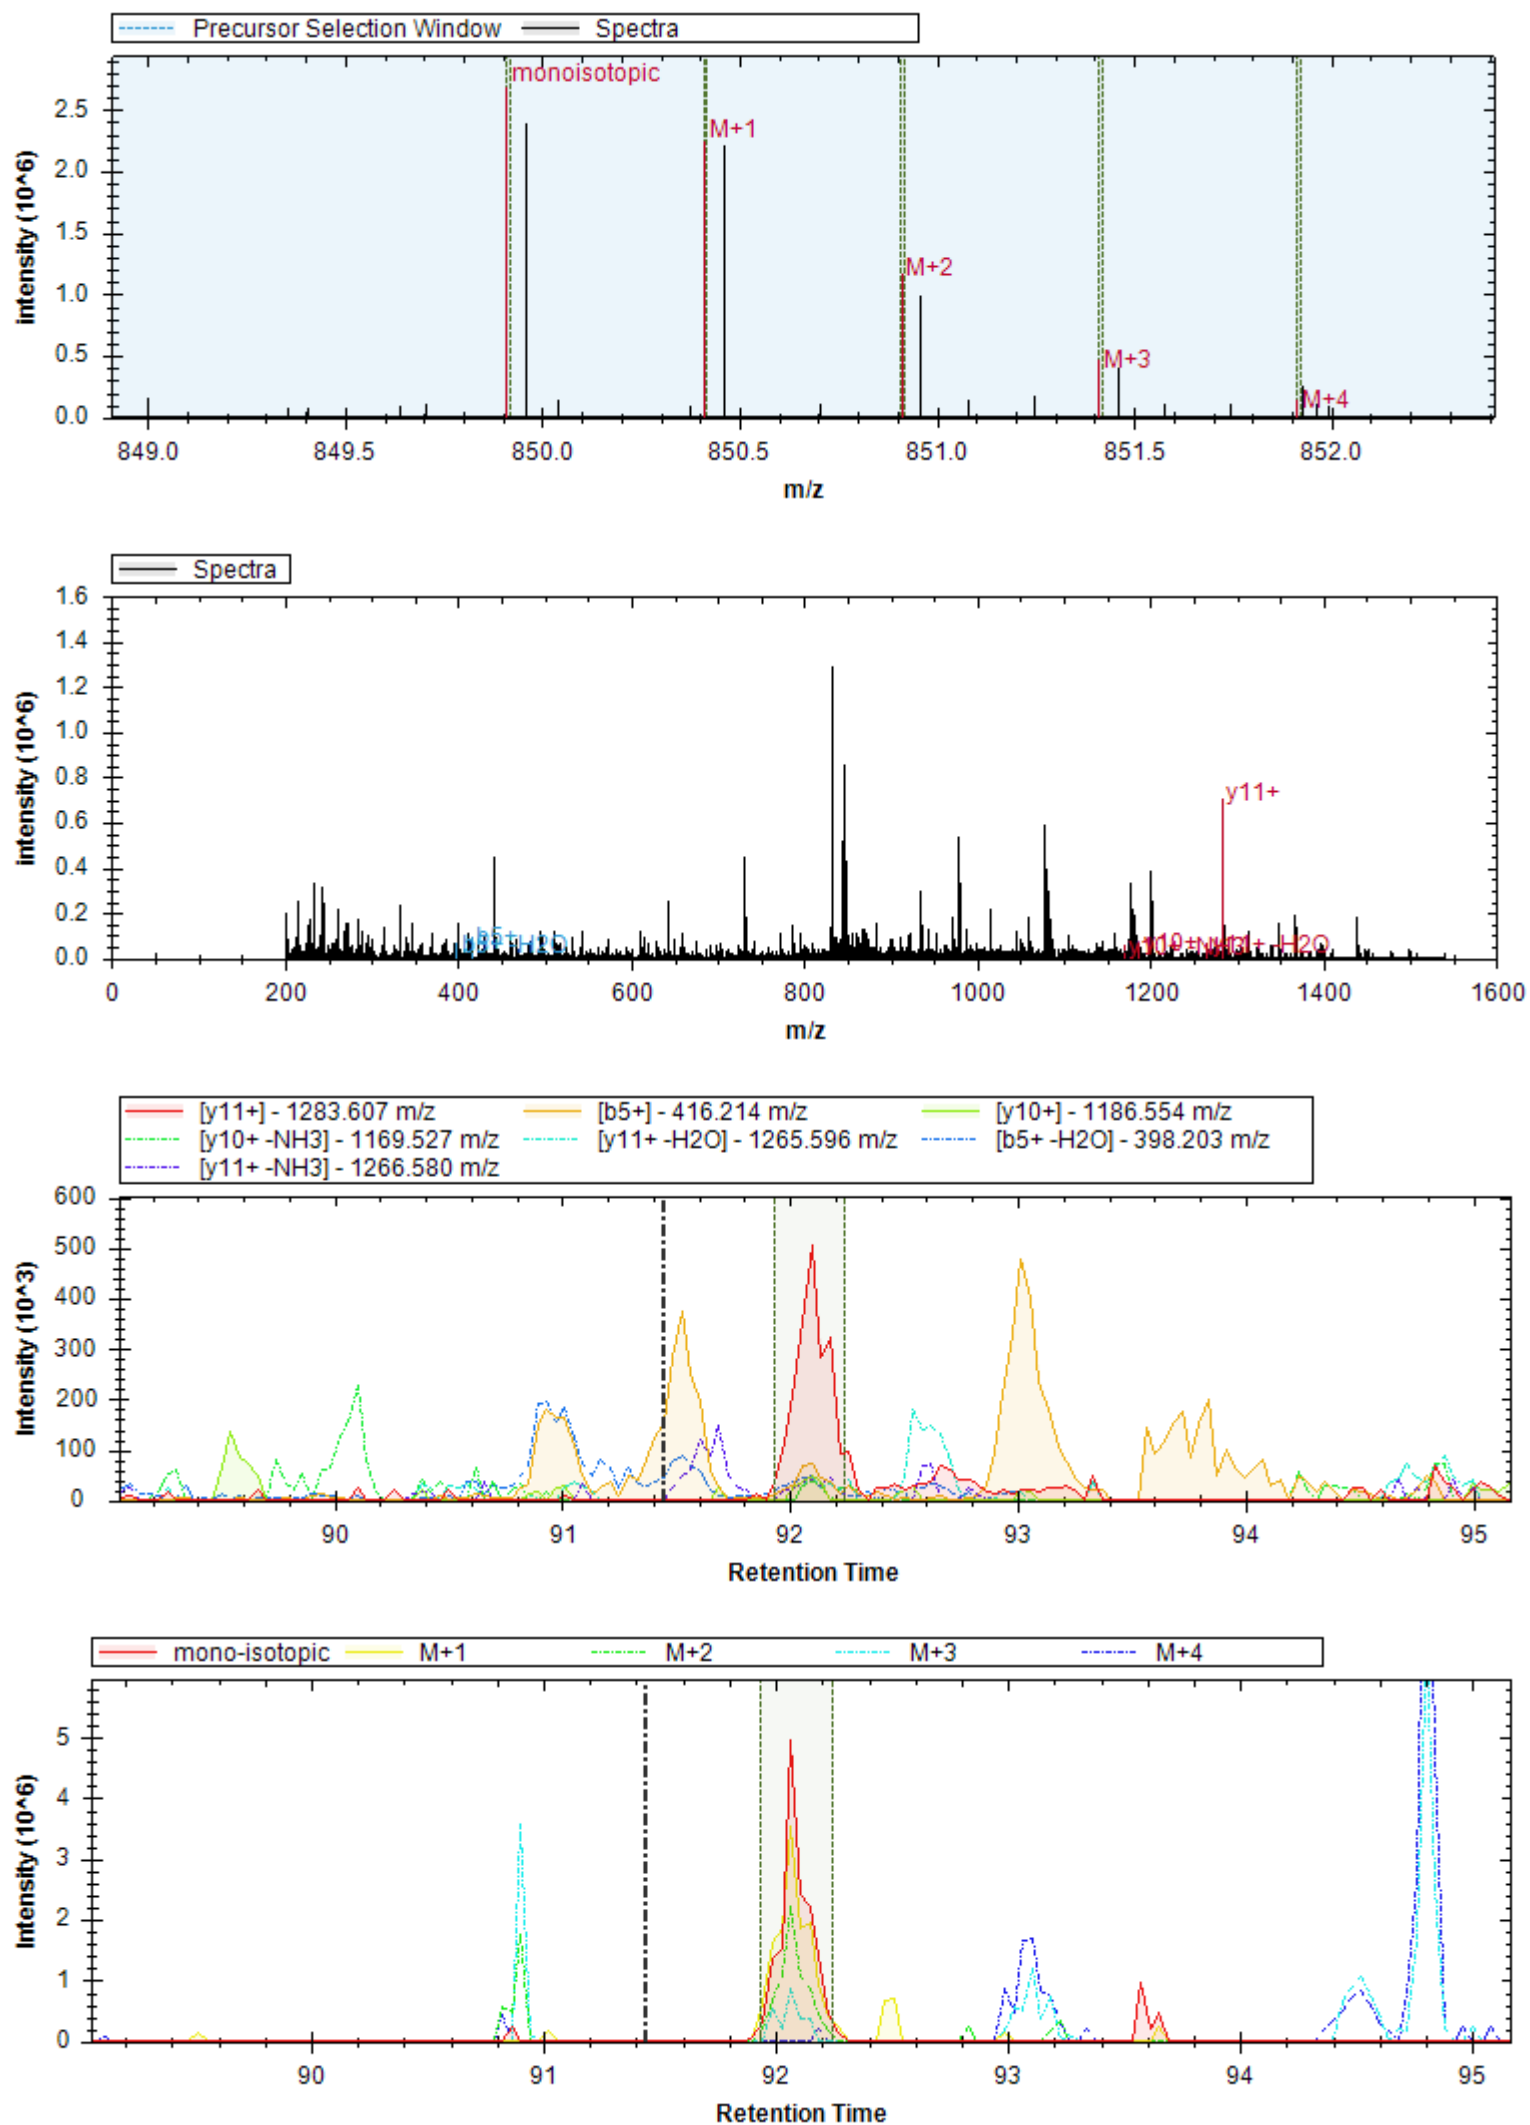 Precursor Selection Window Spectra
monoisotopic
M+1
M+2
M+3
M+4
intensity (10^6)
2.5
2.0
1.5
1.0
0.5
0.0
849.0 849.5 850.0 850.5 851.0 851.5 852.0
m/z
Spectra
intensity (10^6)
1.6
1.4
1.2
1.0
0.8
0.6
0.4
0.2
0.0
y11+
b5+
0 200 400 600 800 1000 1200 1400 1600
m/z
[y11+] - 1283.607 m/z [b5+] - 416.214 m/z [y10+] - 1186.554 m/z
[y10+ -NH3] - 1169.527 m/z [y11+ -H2O] - 1265.596 m/z [b5+ -H2O] - 398.203 m/z
[y11+ -NH3] - 1266.580 m/z
Intensity (10^3)
600
500
400
300
200
100
0
90 91 92 93 94 95
Retention Time
mono-isotopic M+1 M+2 M+3 M+4
Intensity (10^6)
5
4
3
2
1
0
90 91 92 93 94 95
Retention Time